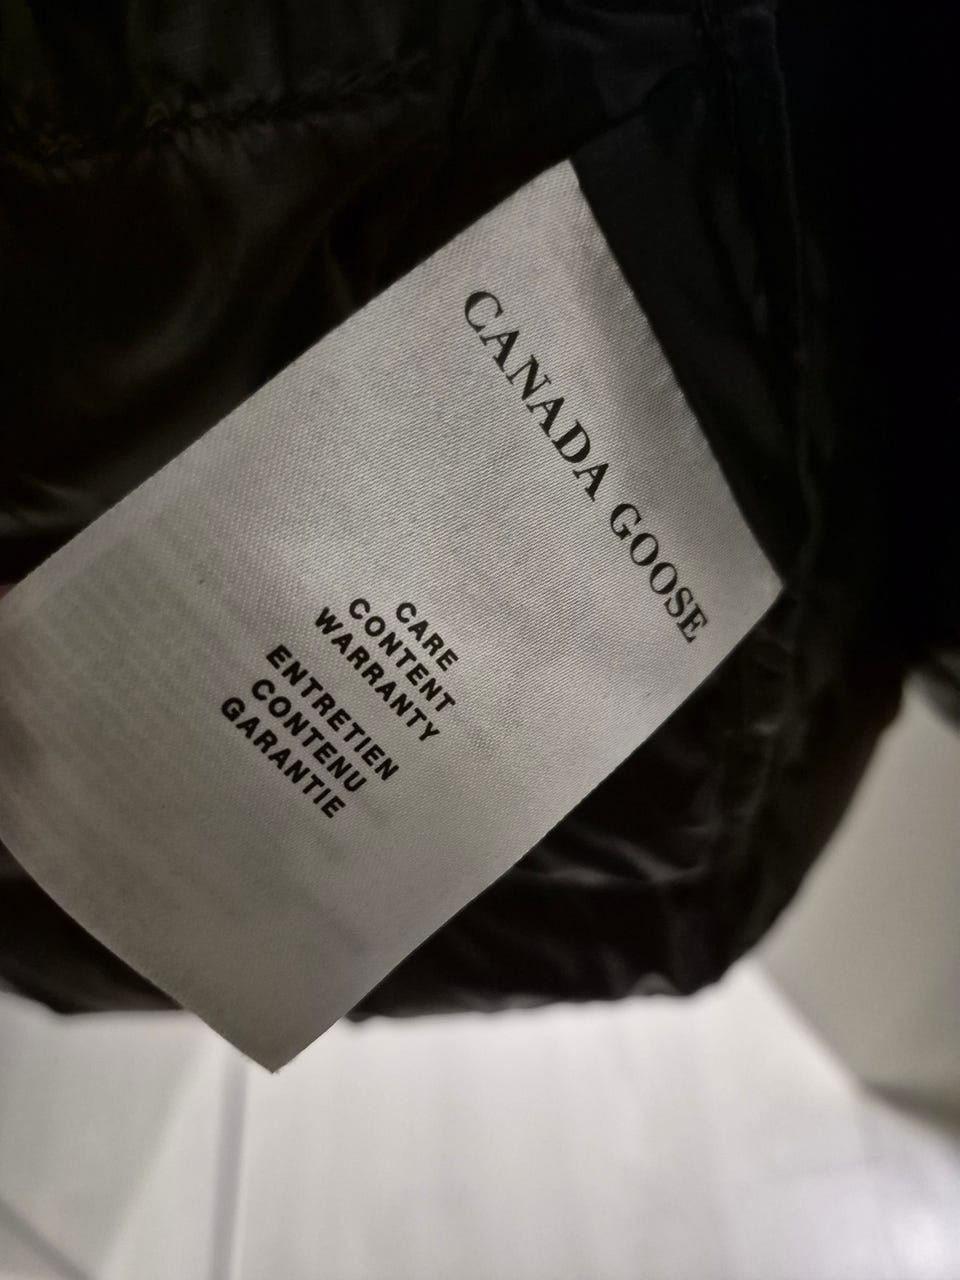 CANADA GOOSE
CARE
CONTENT
WARRANTY
ENTRETIEN
CONTENU
GARANTIE